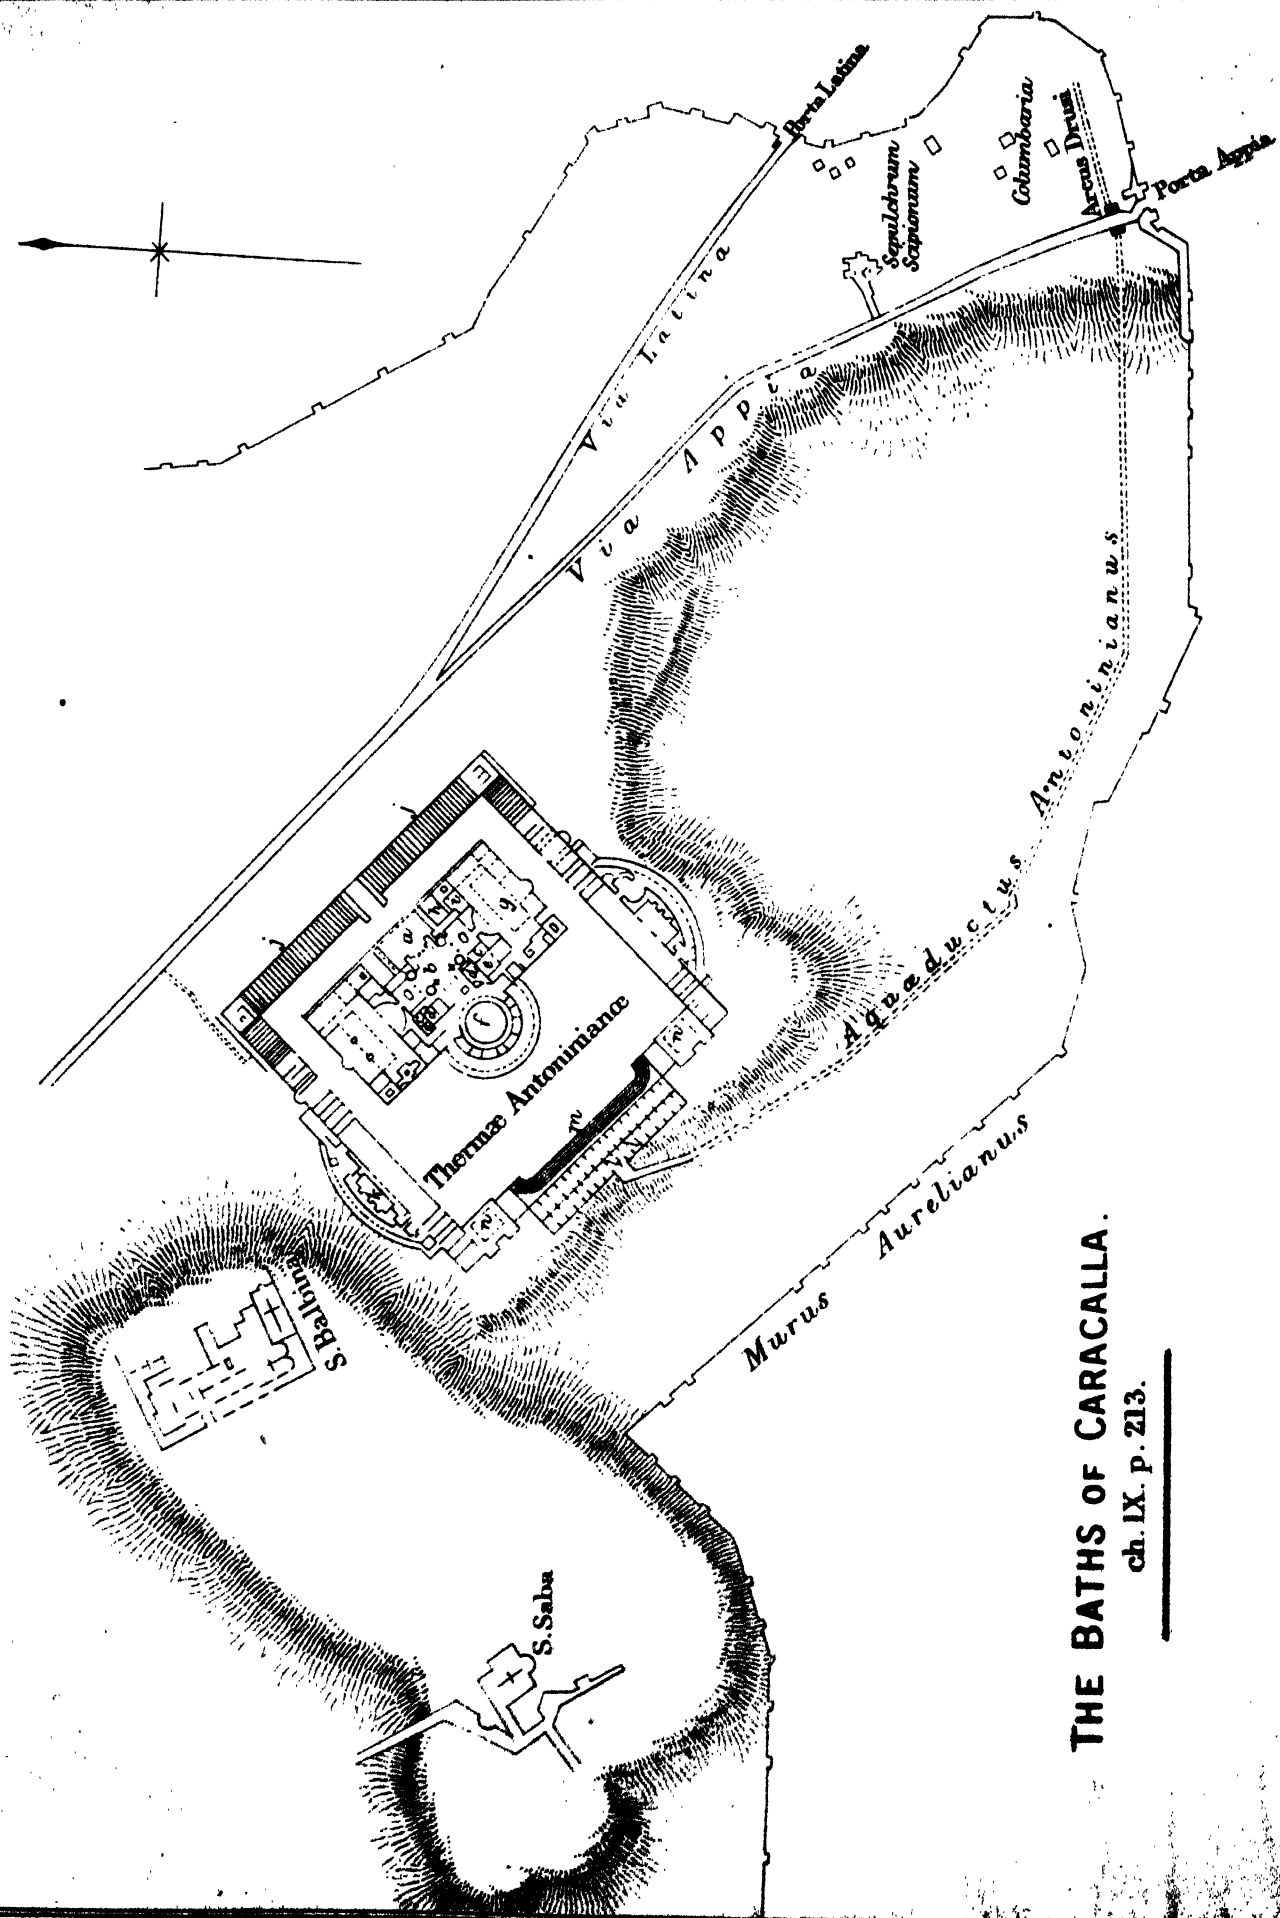 Porta Latina
Via Latina
Sepulchrum
Scipionum
Columbaria
Arcus Drusi
Porta Appia
Via Appia
Thermæ Antoninianæ
j
j
a
b
g
f
m
n
n
Aquæductus Antoninianus
Murus Aurelianus
S. Balbina
S. Saba
THE BATHS OF CARACALLA.
ch. IX. p. 213.